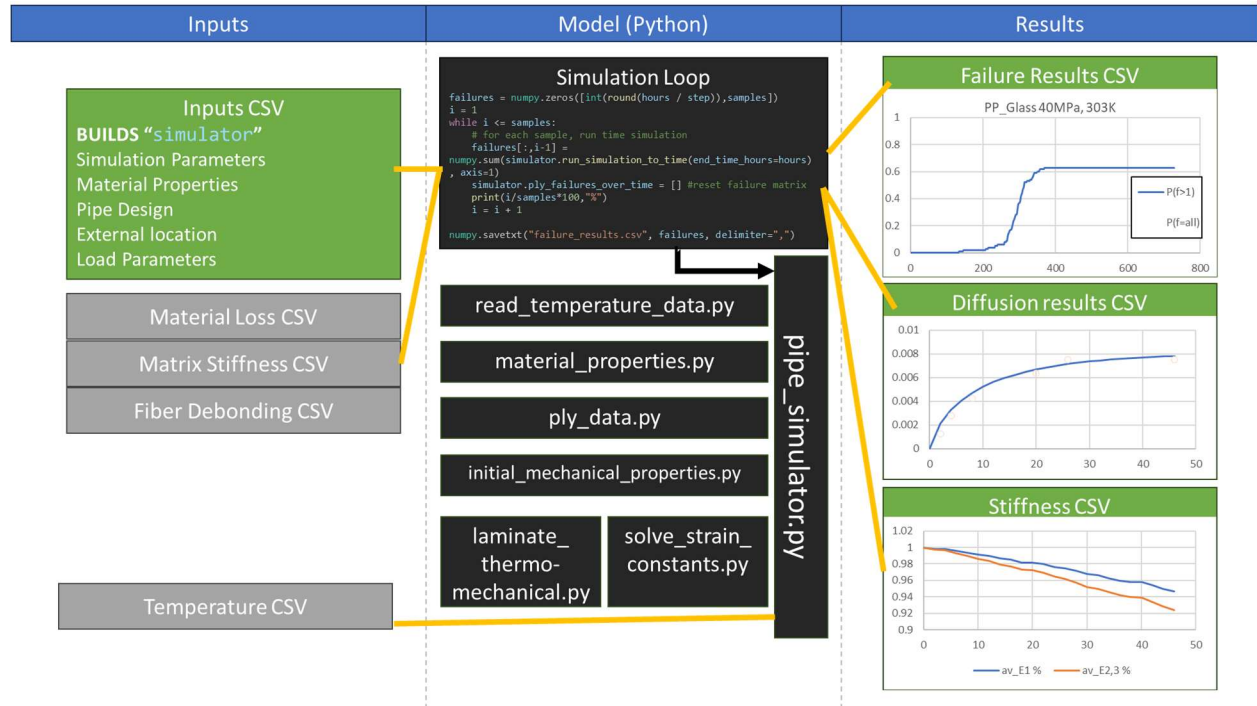 Inputs
Model (Python)
Results
Inputs CSV
BUILDS “simulator”
Simulation Parameters
Material Properties
Pipe Design
External location
Load Parameters
Material Loss CSV
Matrix Stiffness CSV
Fiber Debonding CSV
Temperature CSV
Simulation Loop
failures = numpy.zeros([int(round(hours / step)),samples])
i = 1
while i <= samples:
# for each sample, run time simulation
failures[:,i-1] =
numpy.sum(simulator.run_simulation_to_time(end_time_hours=hours)
, axis=1)
simulator.ply_failures_over_time = [] #reset failure matrix
print(i/samples*100,"%")
i = i + 1
numpy.savetxt("failure_results.csv", failures, delimiter=",")
read_temperature_data.py
material_properties.py
ply_data.py
initial_mechanical_properties.py
laminate_
thermo-
mechanical.py
solve_strain_
constants.py
pipe_simulator.py
Failure Results CSV
PP_Glass 40MPa, 303K
1
0.8
0.6
0.4
0.2
0
0 200 400 600 800
P(f>1)
P(f=all)
Diffusion results CSV
0.01
0.008
0.006
0.004
0.002
0
0 10 20 30 40 50
Stiffness CSV
1.02
1
0.98
0.96
0.94
0.92
0.9
0 10 20 30 40 50
av_E1 % av_E2,3 %